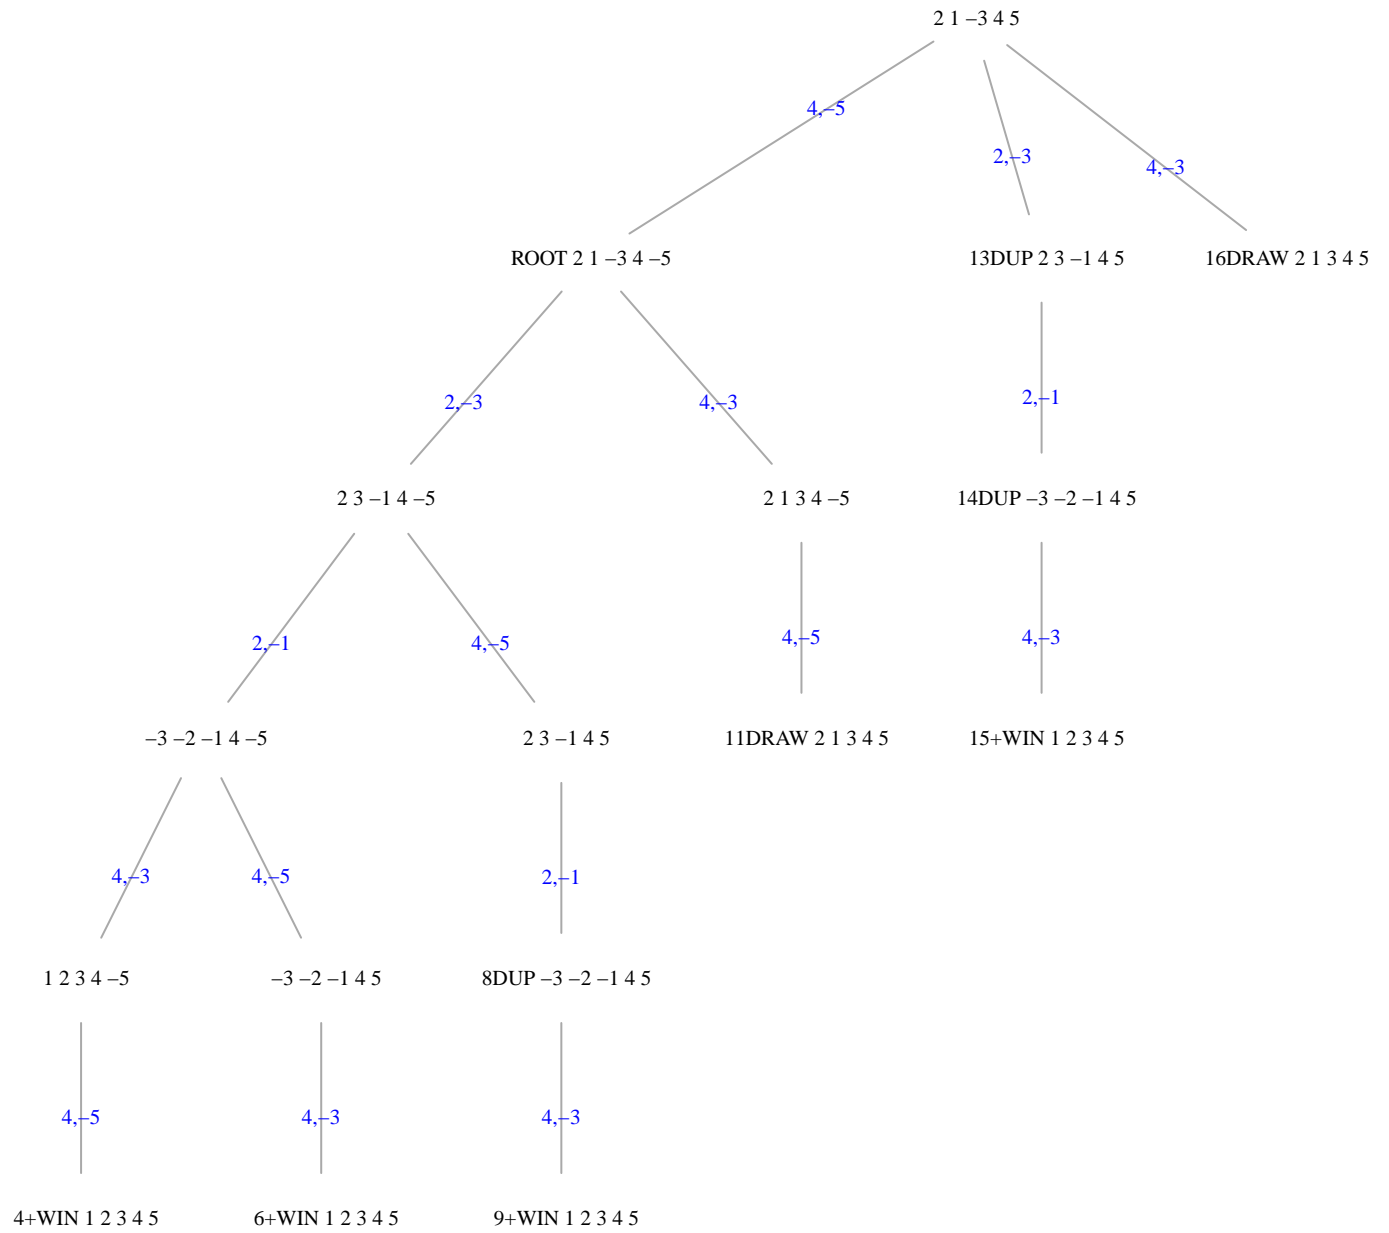 2 1 –3 4 5
4,–5
2,–3
4,–3
ROOT 2 1 –3 4 –5
13DUP 2 3 –1 4 5
16DRAW 2 1 3 4 5
2,–3
4,–3
2,–1
2 3 –1 4 –5
2 1 3 4 –5
14DUP –3 –2 –1 4 5
2,–1
4,–5
4,–5
4,–3
–3 –2 –1 4 –5
2 3 –1 4 5
11DRAW 2 1 3 4 5
15+WIN 1 2 3 4 5
4,–3
4,–5
2,–1
1 2 3 4 –5
–3 –2 –1 4 5
8DUP –3 –2 –1 4 5
4,–5
4,–3
4,–3
4+WIN 1 2 3 4 5
6+WIN 1 2 3 4 5
9+WIN 1 2 3 4 5